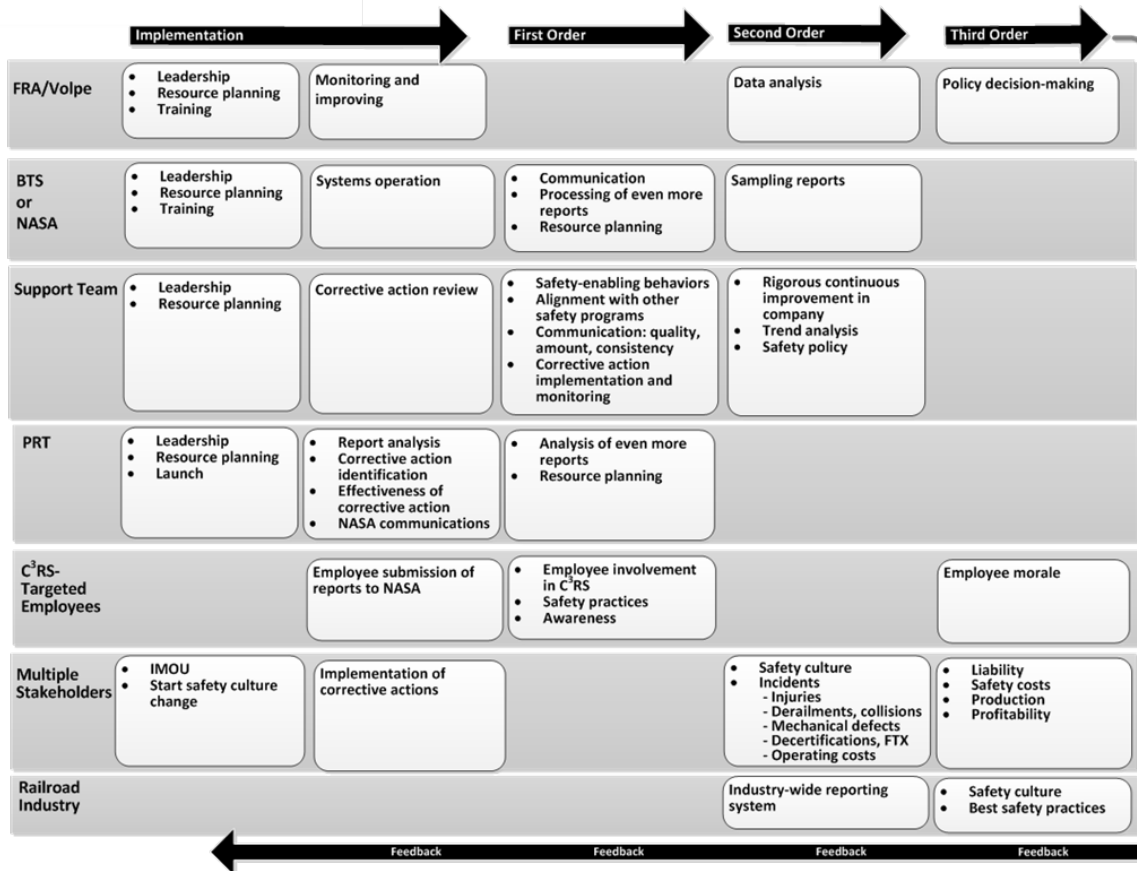 Implementation
First Order
Second Order
Third Order
FRA/Volpe
• Leadership
• Resource planning
• Training
Monitoring and
improving
Data analysis
Policy decision-making
BTS
or
NASA
• Leadership
• Resource planning
• Training
Systems operation
• Communication
• Processing of even more
reports
• Resource planning
Sampling reports
Support Team
• Leadership
• Resource planning
Corrective action review
• Safety-enabling behaviors
• Alignment with other
safety programs
• Communication: quality,
amount, consistency
• Corrective action
implementation and
monitoring
• Rigorous continuous
improvement in
company
• Trend analysis
• Safety policy
PRT
• Leadership
• Resource planning
• Launch
• Report analysis
• Corrective action
identification
• Effectiveness of
corrective action
• NASA communications
• Analysis of even more
reports
• Resource planning
C³RS-
Targeted
Employees
Employee submission of
reports to NASA
• Employee involvement
in C³RS
• Safety practices
• Awareness
Employee morale
Multiple
Stakeholders
• IMOU
• Start safety culture
change
Implementation of
corrective actions
• Safety culture
• Incidents
- Injuries
- Derailments, collisions
- Mechanical defects
- Decertifications, FTX
- Operating costs
• Liability
• Safety costs
• Production
• Profitability
Railroad
Industry
Industry-wide reporting
system
• Safety culture
• Best safety practices
Feedback
Feedback
Feedback
Feedback